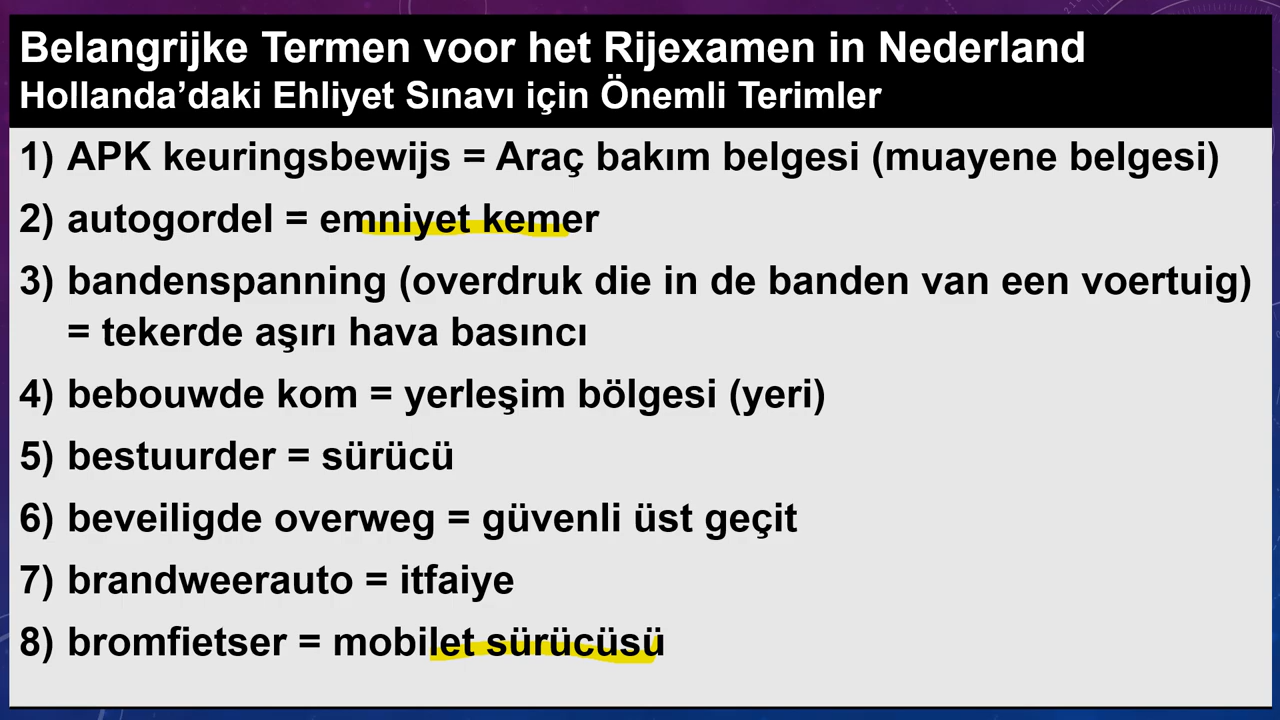 Belangrijke Termen voor het Rijexamen in Nederland
Hollanda’daki Ehliyet Sınavı için Önemli Terimler
1) APK keuringsbewijs = Araç bakım belgesi (muayene belgesi)
2) autogordel = emniyet kemer
3) bandenspanning (overdruk die in de banden van een voertuig)
= tekerde aşırı hava basıncı
4) bebouwde kom = yerleşim bölgesi (yeri)
5) bestuurder = sürücü
6) beveiligde overweg = güvenli üst geçit
7) brandweerauto = itfaiye
8) bromfietser = mobilet sürücüsü